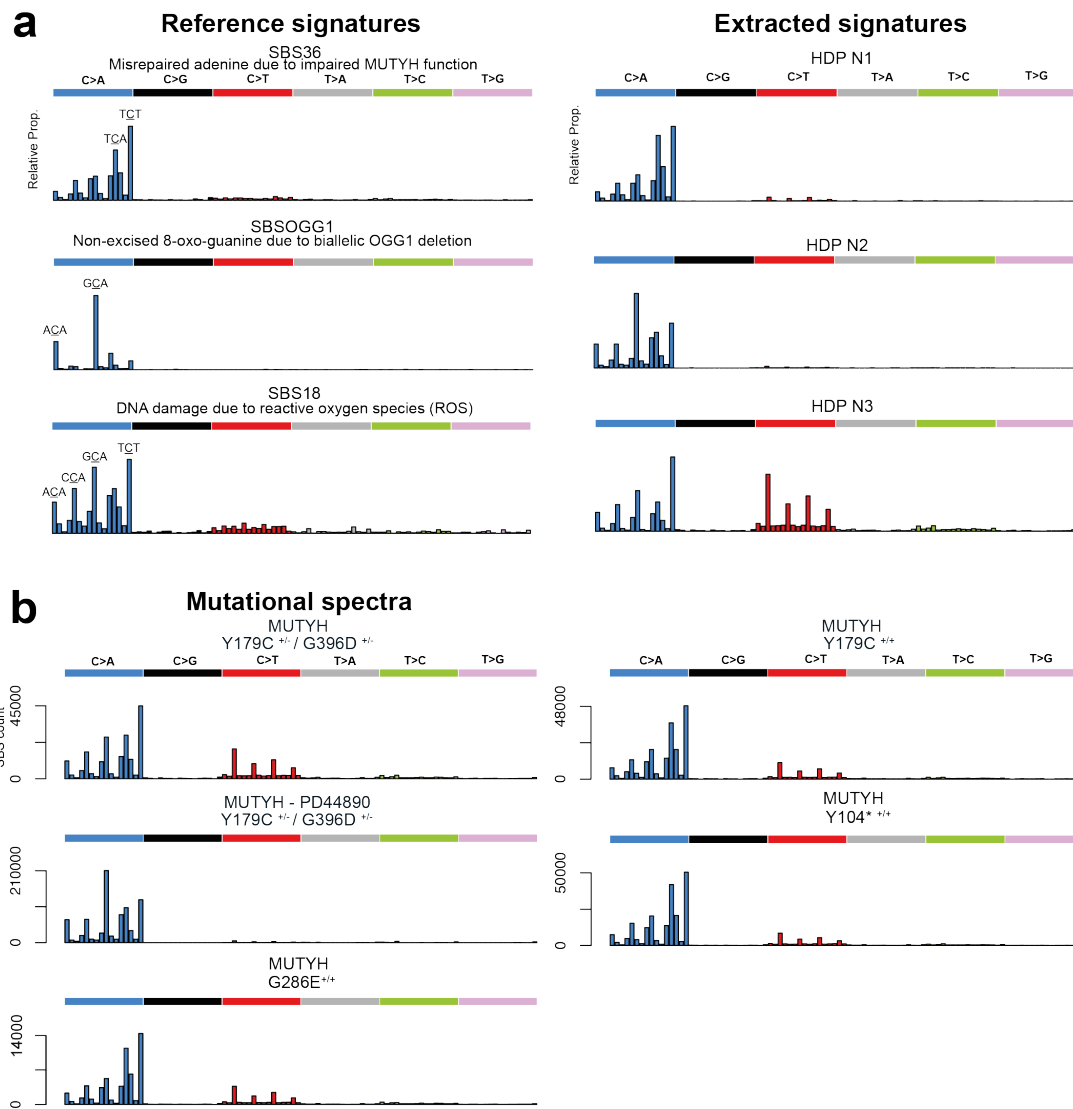 a
Reference signatures
Extracted signatures
SBS36
Misrepaired adenine due to impaired MUTYH function
C>A C>G C>T T>A T>C T>G
Relative Prop.
TCT
TCA
HDP N1
C>A C>G C>T T>A T>C T>G
Relative Prop.
SBSOGG1
Non-excised 8-oxo-guanine due to biallelic OGG1 deletion
GCA
ACA
HDP N2
SBS18
DNA damage due to reactive oxygen species (ROS)
TCT
GCA
CCA
ACA
HDP N3
b
Mutational spectra
MUTYH
Y179C +/- / G396D +/-
C>A C>G C>T T>A T>C T>G
SBS count
45000
0
MUTYH
Y179C +/+
C>A C>G C>T T>A T>C T>G
48000
0
MUTYH - PD44890
Y179C +/- / G396D +/-
210000
0
MUTYH
Y104* +/+
50000
0
MUTYH
G286E+/+
14000
0